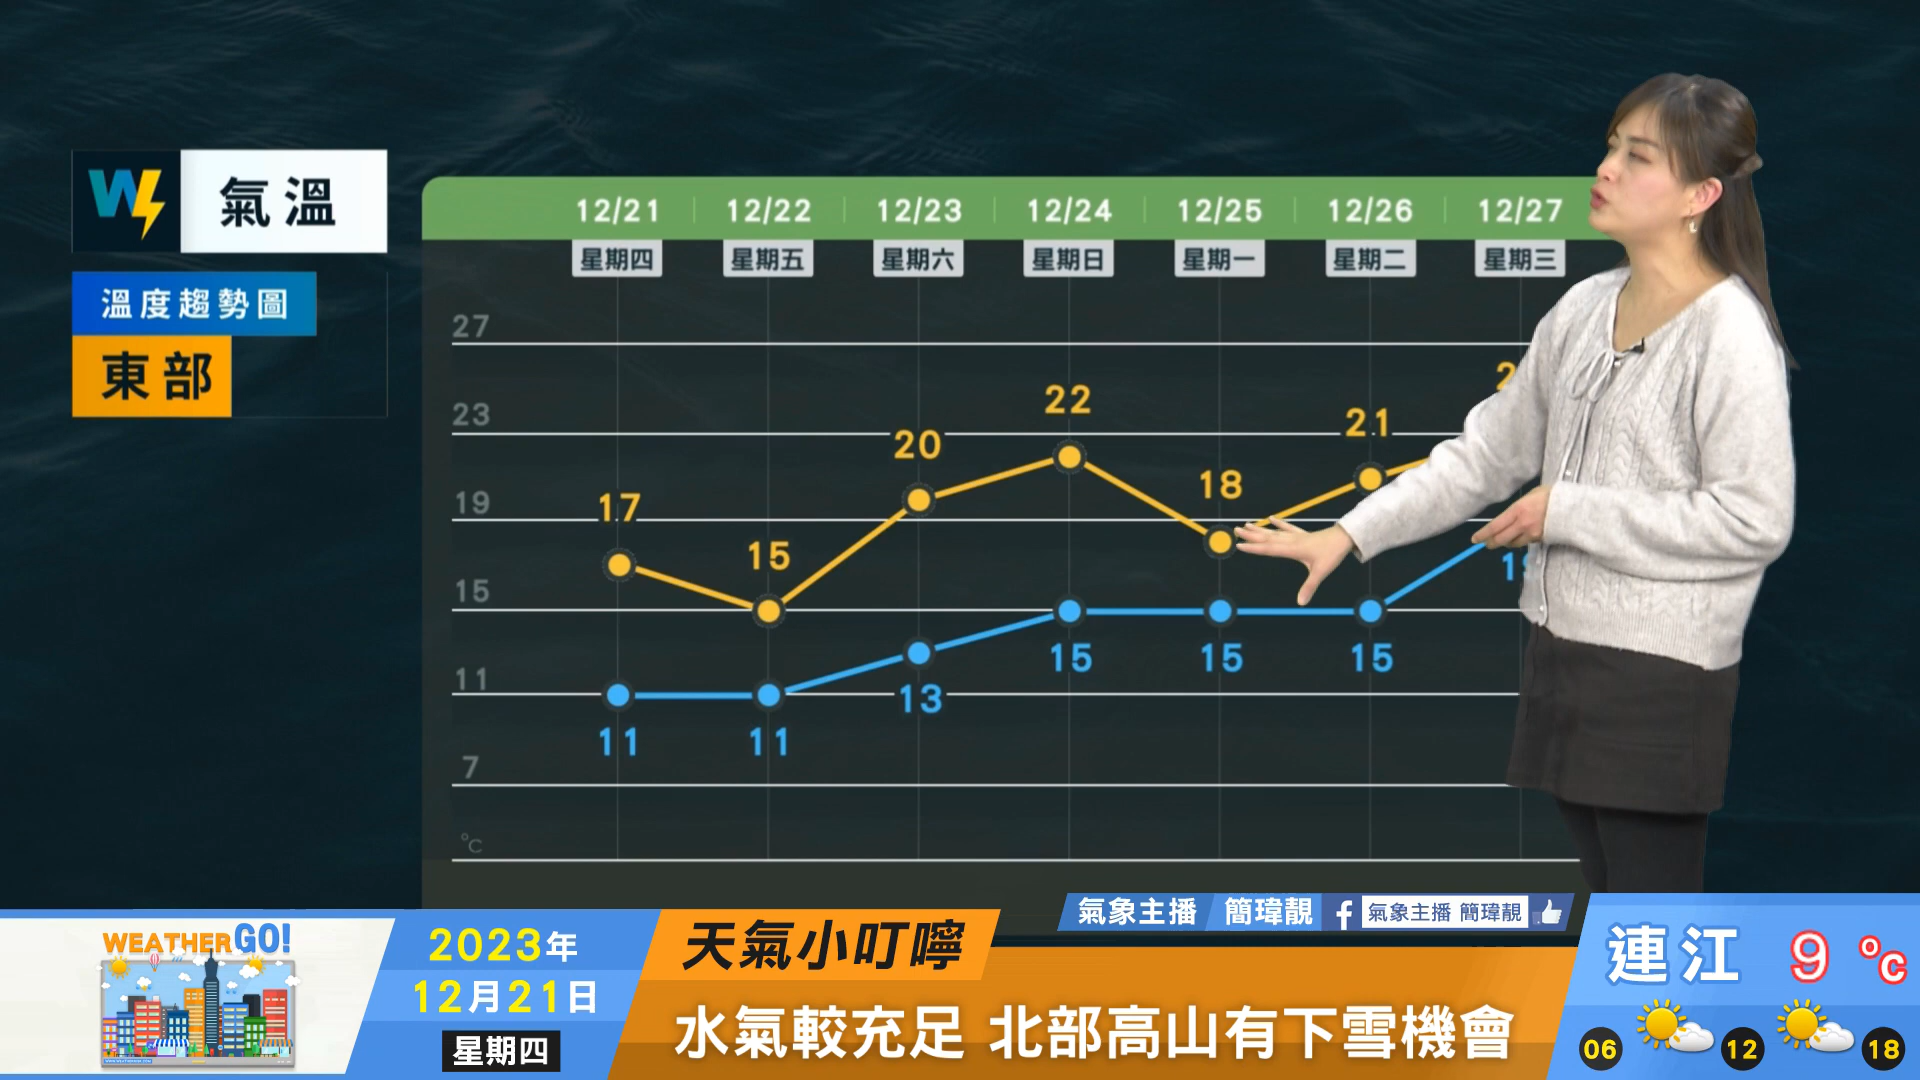 W
氣溫
溫度趨勢圖
東部
12/21 12/22 12/23 12/24 12/25 12/26 12/27
星期四 星期五 星期六 星期日 星期一 星期二 星期三
27
23
19
15
11
7
°C
17 15 20 22 18 21
11 11 13 15 15 15
氣象主播 簡瑋靚 f 氣象主播 簡瑋靚
WEATHER GO!
2023年
12月21日
星期四
天氣小叮嚀
水氣較充足 北部高山有下雪機會
連江 9 °C
06 12 18